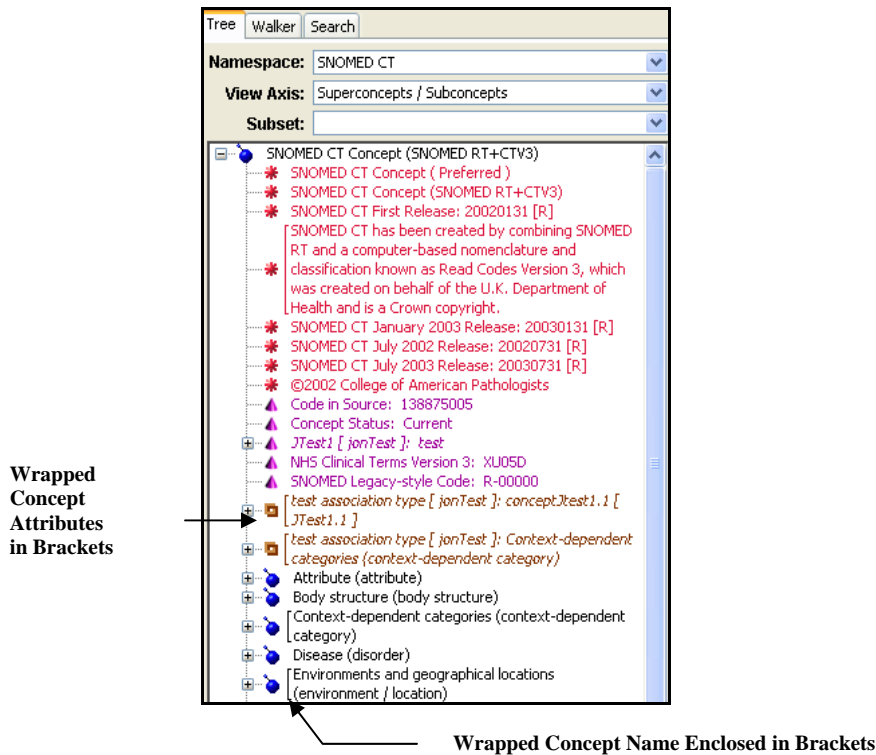 Tree Walker Search
Namespace: SNOMED CT
View Axis: Superconcepts / Subconcepts
Subset:
SNOMED CT Concept (SNOMED RT+CTV3)
SNOMED CT Concept ( Preferred )
SNOMED CT Concept (SNOMED RT+CTV3)
SNOMED CT First Release: 20020131 [R]
SNOMED CT has been created by combining SNOMED
RT and a computer-based nomenclature and
classification known as Read Codes Version 3, which
was created on behalf of the U.K. Department of
Health and is a Crown copyright.
SNOMED CT January 2003 Release: 20030131 [R]
SNOMED CT July 2002 Release: 20020731 [R]
SNOMED CT July 2003 Release: 20030731 [R]
©2002 College of American Pathologists
Code in Source: 138875005
Concept Status: Current
JTest1 [ jonTest ]: test
NHS Clinical Terms Version 3: XU05D
SNOMED Legacy-style Code: R-00000
test association type [ jonTest ]: conceptJtest1.1 [
JTest1.1 ]
test association type [ jonTest ]: Context-dependent
categories (context-dependent category)
Attribute (attribute)
Body structure (body structure)
Context-dependent categories (context-dependent
category)
Disease (disorder)
Environments and geographical locations
(environment / location)
Wrapped
Concept
Attributes
in Brackets
Wrapped Concept Name Enclosed in Brackets